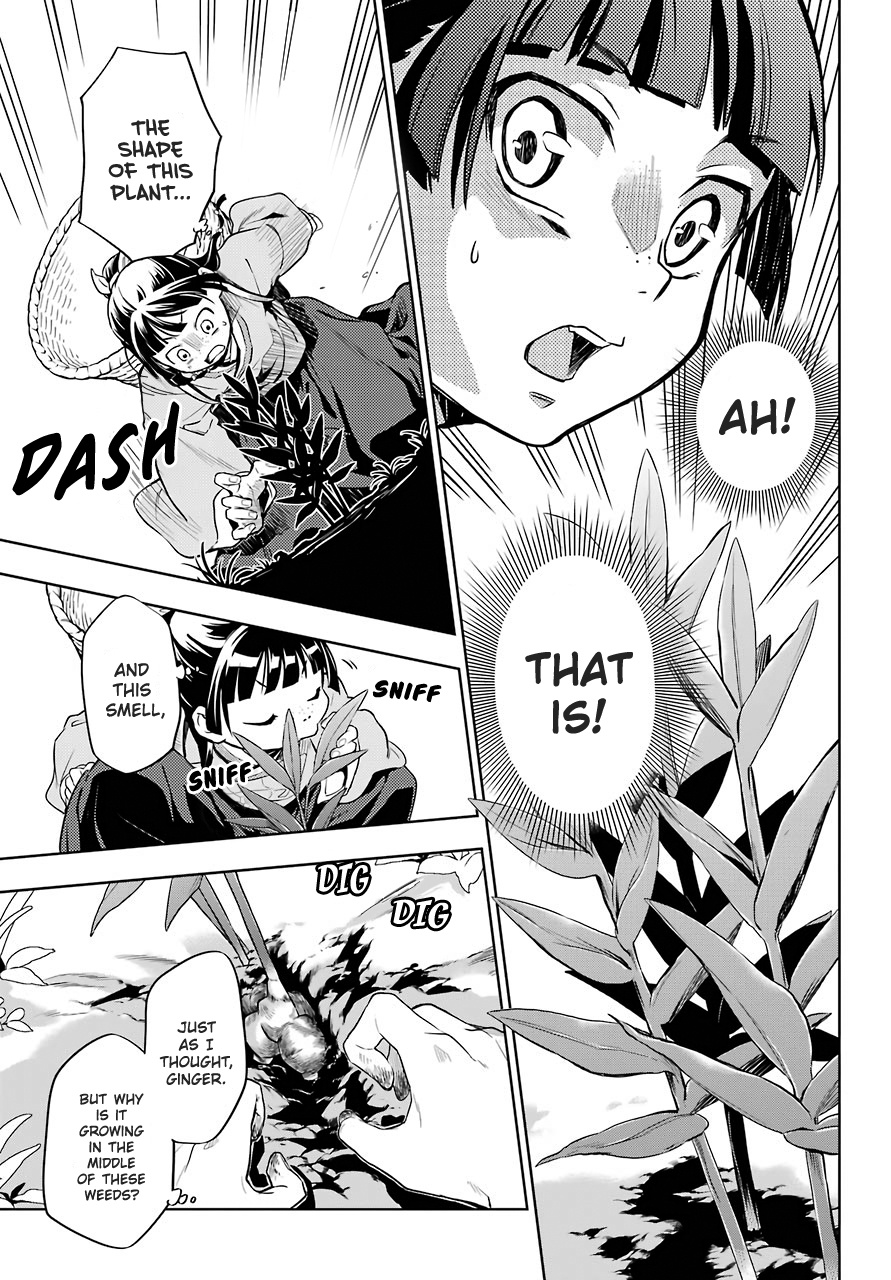 AH!
THAT
IS!
THE
SHAPE
OF THIS
PLANT...
DASH
AND
THIS
SMELL,
SNIFF
SNIFF
DIG
DIG
JUST
AS I
THOUGHT,
GINGER.
BUT WHY
IS IT
GROWING
IN THE
MIDDLE
OF THESE
WEEDS?